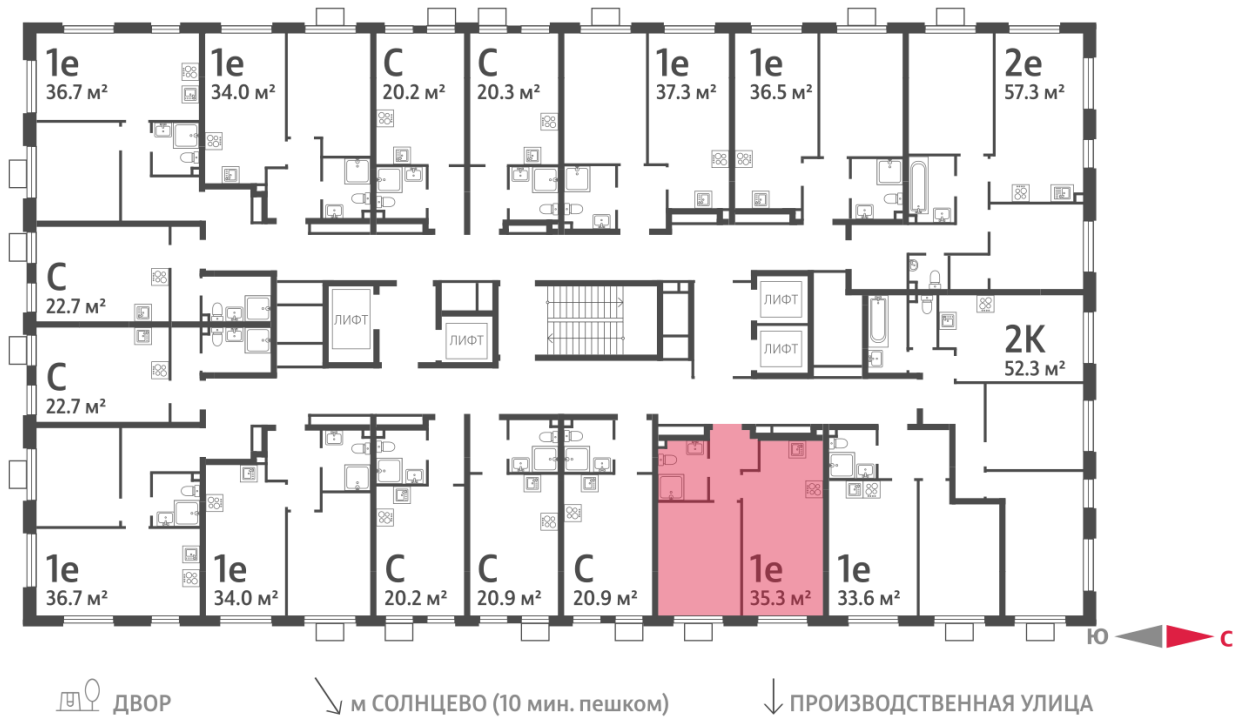 1е
36.7 м²
1е
34.0 м²
С
20.2 м²
С
20.3 м²
1е
37.3 м²
1е
36.5 м²
2е
57.3 м²
С
22.7 м²
ЛИФТ
ЛИФТ
ЛИФТ
ЛИФТ
2К
52.3 м²
С
22.7 м²
1е
36.7 м²
1е
34.0 м²
С
20.2 м²
С
20.9 м²
С
20.9 м²
1е
35.3 м²
1е
33.6 м²
Ю С
ДВОР
м СОЛНЦЕВО (10 мин. пешком)
ПРОИЗВОДСТВЕННАЯ УЛИЦА